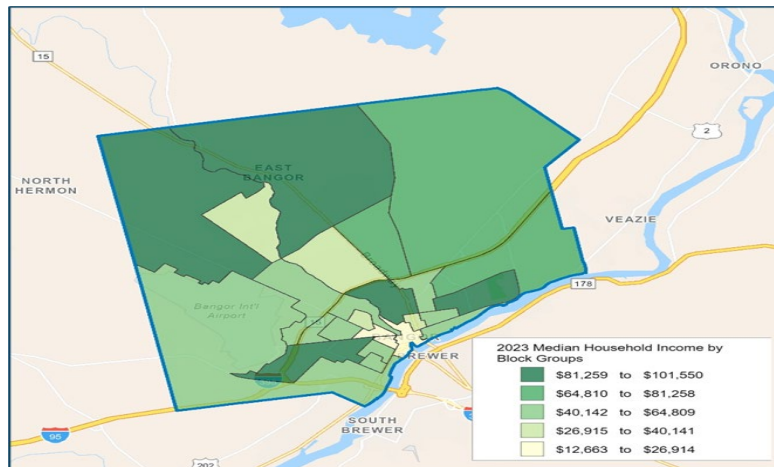 15
ORONO
2
EAST
BANGOR
NORTH
HERMON
VEAZIE
178
Bangor Int'l
Airport
15
BANGOR
BREWER
SOUTH
BREWER
95
202
2023 Median Household Income by
Block Groups
$81,259 to $101,550
$64,810 to $81,258
$40,142 to $64,809
$26,915 to $40,141
$12,663 to $26,914